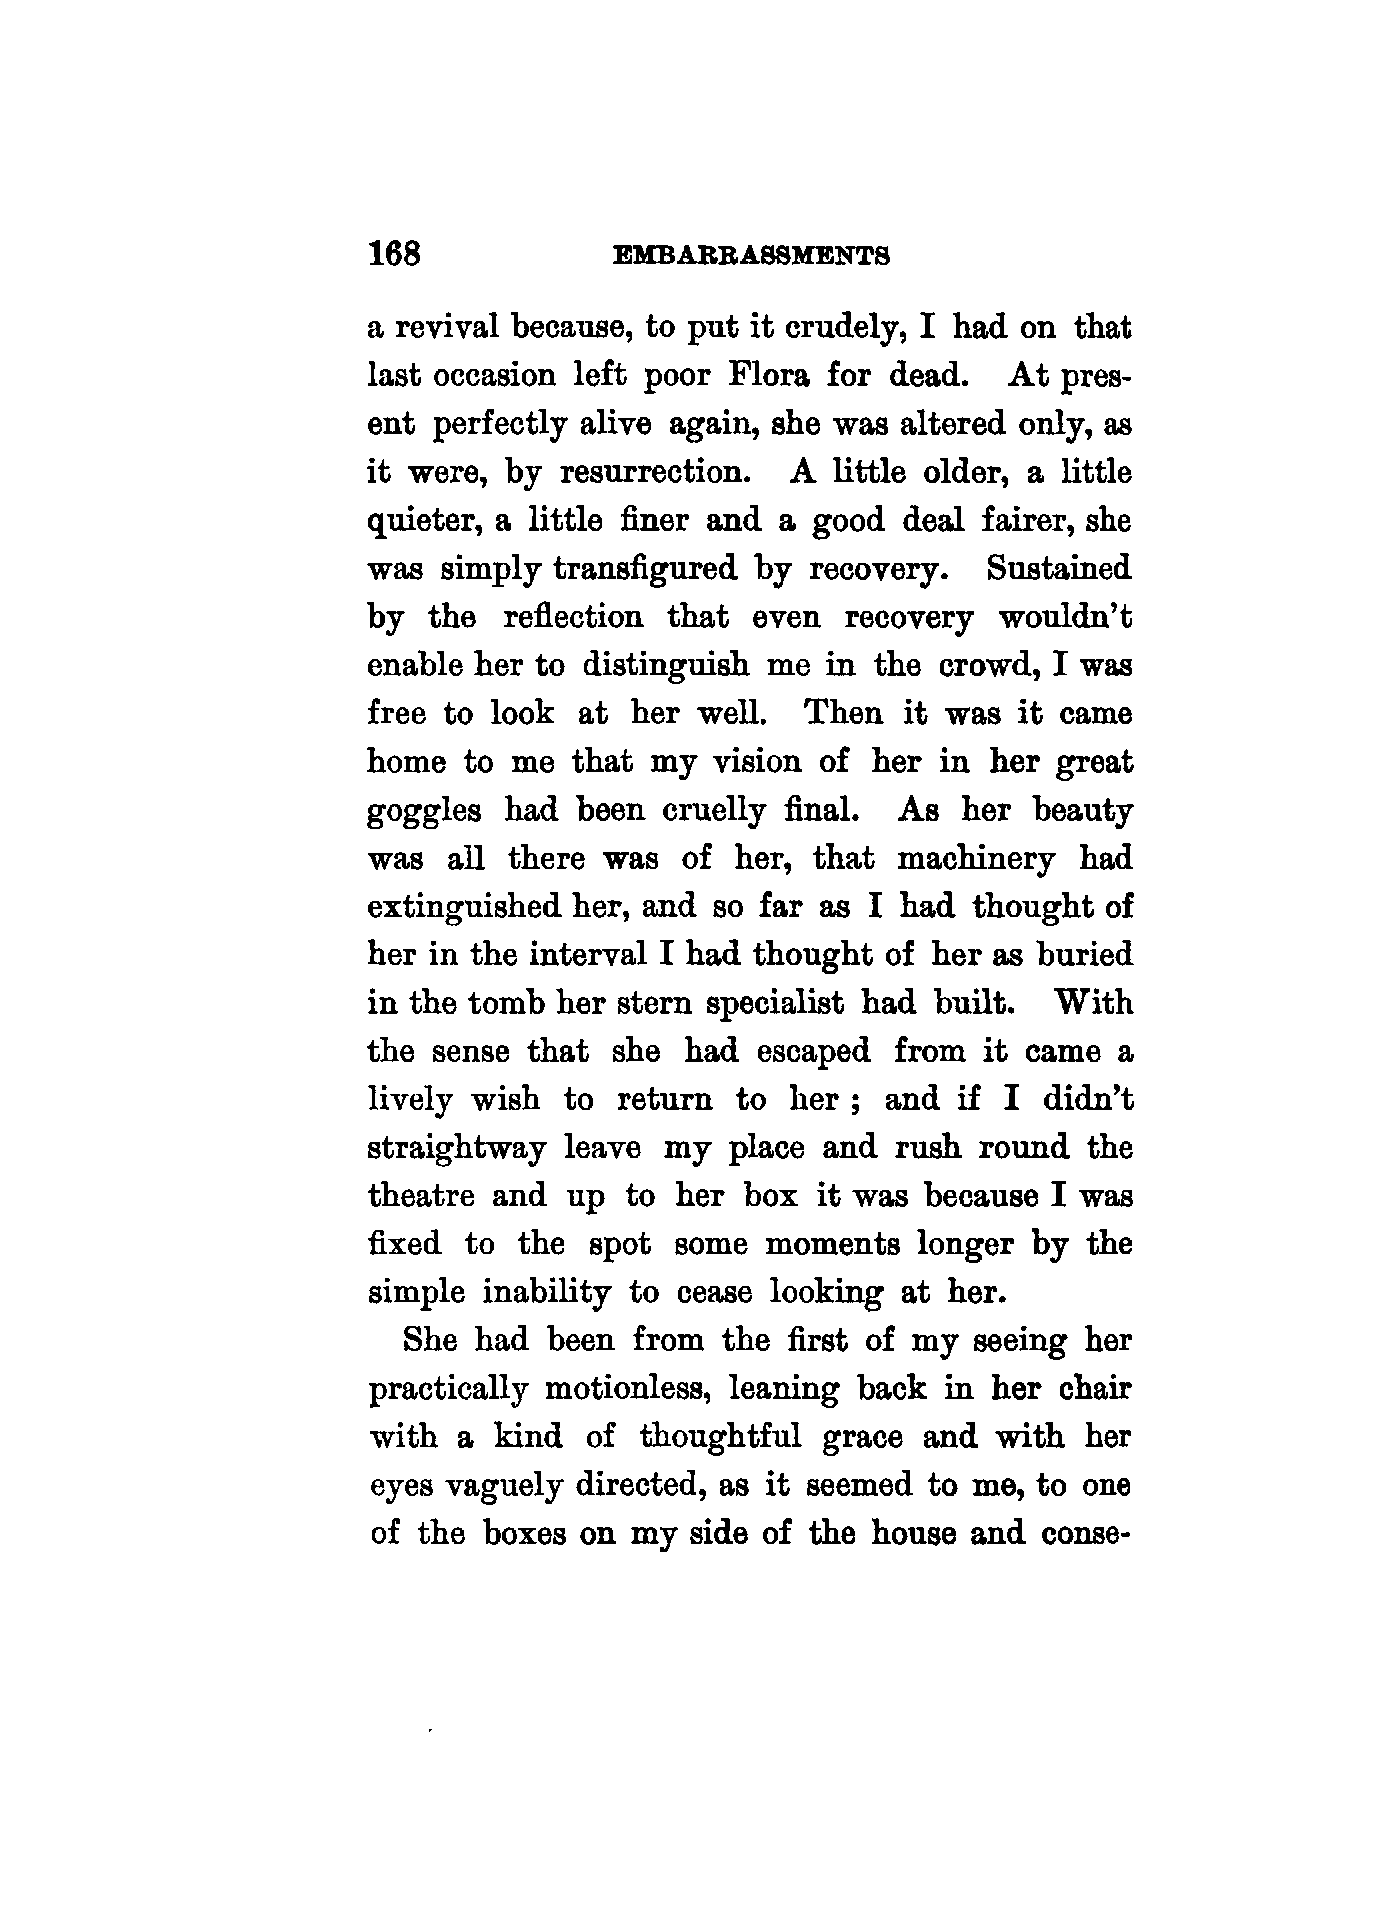 168 EMBARRASSMENTS
a revival because, to put it crudely, I had on that
last occasion left poor Flora for dead. At pres-
ent perfectly alive again, she was altered only, as
it were, by resurrection. A little older, a little
quieter, a little finer and a good deal fairer, she
was simply transfigured by recovery. Sustained
by the reflection that even recovery wouldn't
enable her to distinguish me in the crowd, I was
free to look at her well. Then it was it came
home to me that my vision of her in her great
goggles had been cruelly final. As her beauty
was all there was of her, that machinery had
extinguished her, and so far as I had thought of
her in the interval I had thought of her as buried
in the tomb her stern specialist had built. With
the sense that she had escaped from it came a
lively wish to return to her ; and if I didn't
straightway leave my place and rush round the
theatre and up to her box it was because I was
fixed to the spot some moments longer by the
simple inability to cease looking at her.
She had been from the first of my seeing her
practically motionless, leaning back in her chair
with a kind of thoughtful grace and with her
eyes vaguely directed, as it seemed to me, to one
of the boxes on my side of the house and conse-